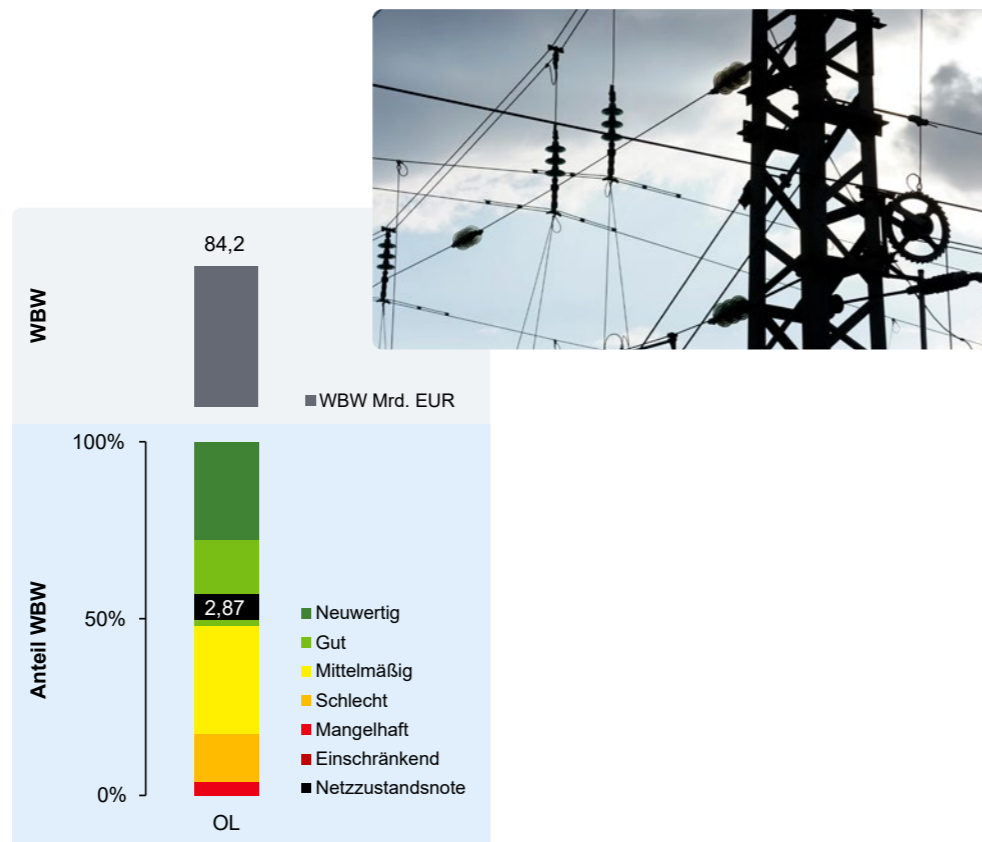 84,2
WBW
WBW Mrd. EUR
100%
Anteil WBW
2,87
50%
Neuwertig
Gut
Mittelmäßig
Schlecht
Mangelhaft
Einschränkend
Netzzustandsnote
0%
OL